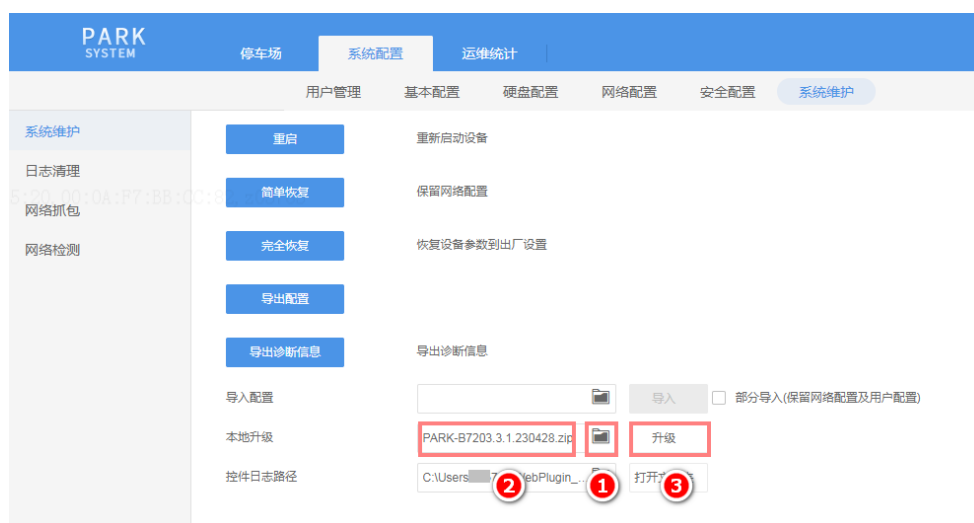 PARK
SYSTEM
停车场 系统配置 运维统计
用户管理 基本配置 硬盘配置 网络配置 安全配置 系统维护
系统维护
日志清理
网络抓包
网络检测
重启 重新启动设备
简单恢复 保留网络配置
完全恢复 恢复设备参数到出厂设置
导出配置
导出诊断信息 导出诊断信息
导入配置 导入 部分导入(保留网络配置及用户配置)
本地升级 PARK-B7203.3.1.230428.zip 升级
控件日志路径 C:\Users WebPlugin_... 打开
2 1 3